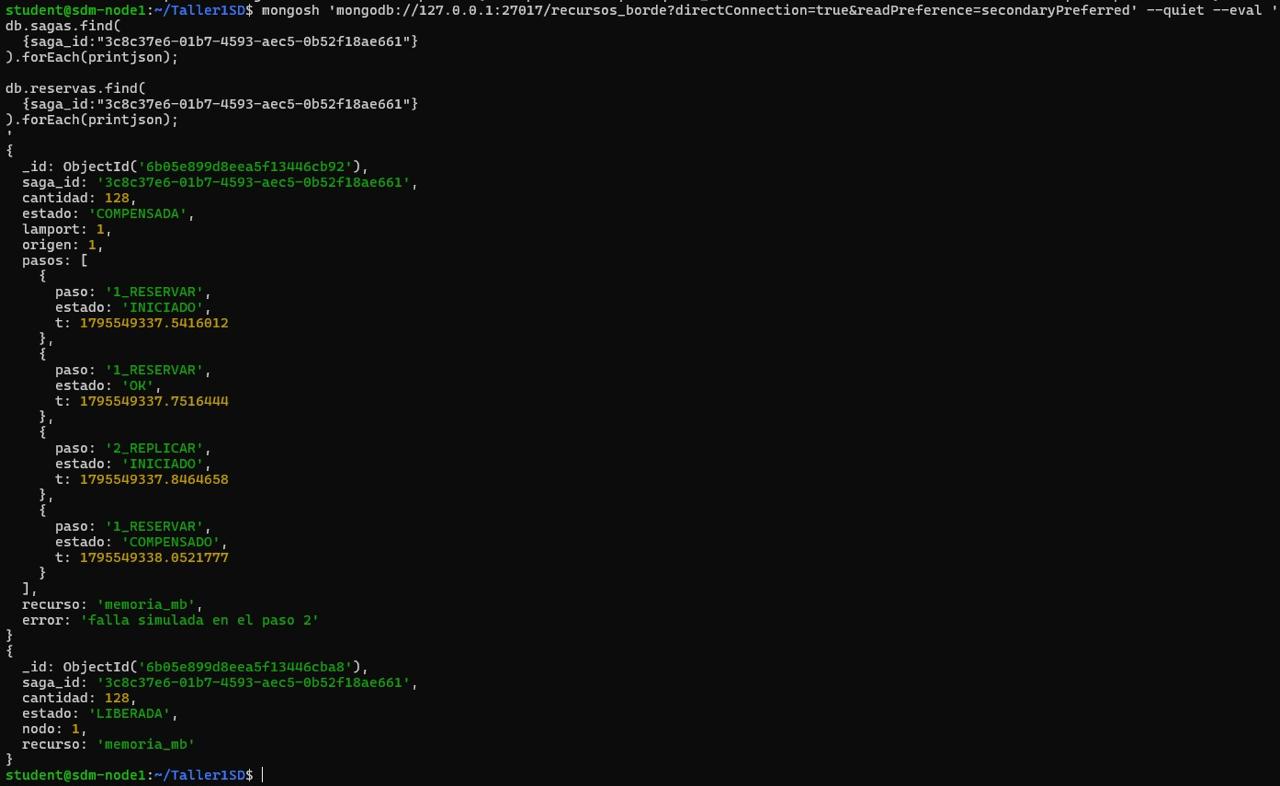 student@sdm-node1:~/Taller1SD$ mongosh 'mongodb://127.0.0.1:27017/recursos_borde?directConnection=true&readPreference=secondaryPreferred' --quiet --eval '
db.sagas.find(
  {saga_id:"3c8c37e6-01b7-4593-aec5-0b52f18ae661"}
).forEach(printjson);

db.reservas.find(
  {saga_id:"3c8c37e6-01b7-4593-aec5-0b52f18ae661"}
).forEach(printjson);
'
{
  _id: ObjectId('6b05e899d8eea5f13446cb92'),
  saga_id: '3c8c37e6-01b7-4593-aec5-0b52f18ae661',
  cantidad: 128,
  estado: 'COMPENSADA',
  lamport: 1,
  origen: 1,
  pasos: [
    {
      paso: '1_RESERVAR',
      estado: 'INICIADO',
      t: 1795549337.5416012
    },
    {
      paso: '1_RESERVAR',
      estado: 'OK',
      t: 1795549337.7516444
    },
    {
      paso: '2_REPLICAR',
      estado: 'INICIADO',
      t: 1795549337.8464658
    },
    {
      paso: '1_RESERVAR',
      estado: 'COMPENSADO',
      t: 1795549338.0521777
    }
  ],
  recurso: 'memoria_mb',
  error: 'falla simulada en el paso 2'
}
{
  _id: ObjectId('6b05e899d8eea5f13446cba8'),
  saga_id: '3c8c37e6-01b7-4593-aec5-0b52f18ae661',
  cantidad: 128,
  estado: 'LIBERADA',
  nodo: 1,
  recurso: 'memoria_mb'
}
student@sdm-node1:~/Taller1SD$